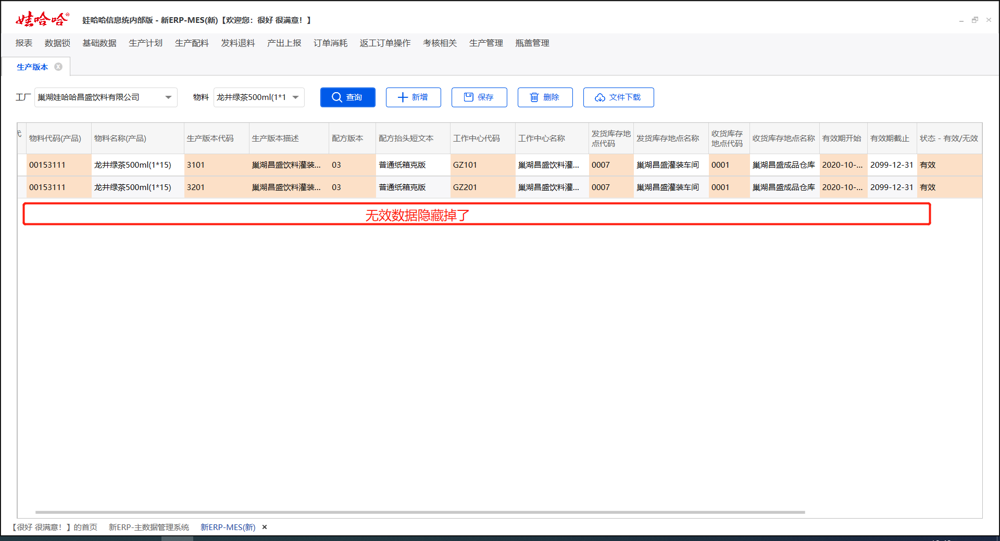 娃哈哈®
娃哈哈信息统内部版 - 新ERP-MES(新)【欢迎您：很好 很满意！】
报表 数据锁 基础数据 生产计划 生产配料 发料退料 产出上报 订单消耗 返工订单操作 考核相关 生产管理 瓶盖管理
生产版本
工厂 巢湖娃哈哈昌盛饮料有限公司 物料 龙井绿茶500ml(1*1 查询 新增 保存 删除 文件下载
物料代码(产品) 物料名称(产品) 生产版本代码 生产版本描述 配方版本 配方抬头短文本 工作中心代码 工作中心名称 发货库存地点代码 发货库存地点名称 收货库存地点代码 收货库存地点名称 有效期开始 有效期截止 状态 - 有效/无效
00153111 龙井绿茶500ml(1*15) 3101 巢湖昌盛饮料灌装... 03 普通纸箱克版 GZ101 巢湖昌盛饮料灌... 0007 巢湖昌盛灌装车间 0001 巢湖昌盛成品仓库 2020-10-... 2099-12-31 有效
00153111 龙井绿茶500ml(1*15) 3201 巢湖昌盛饮料灌装... 03 普通纸箱克版 GZ201 巢湖昌盛饮料灌... 0007 巢湖昌盛灌装车间 0001 巢湖昌盛成品仓库 2020-10-... 2099-12-31 有效
无效数据隐藏掉了
【很好 很满意！】的首页 新ERP-主数据管理系统 新ERP-MES(新)